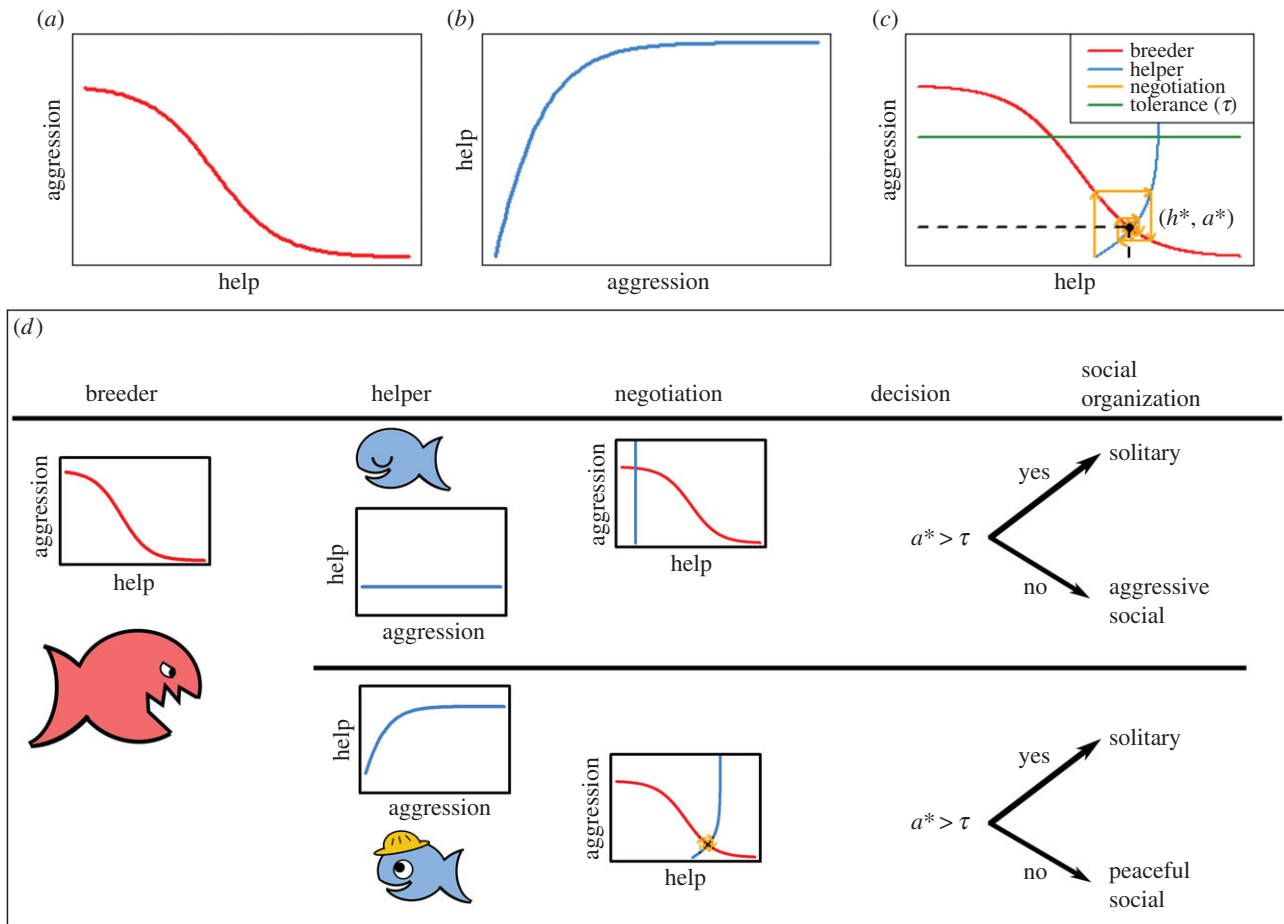 (a)
aggression
help
(b)
help
aggression
(c)
aggression
help
breeder
helper
negotiation
tolerance (τ)
(h*, a*)
(d)
breeder
helper
negotiation
decision
social
organization
aggression
help
help
aggression
aggression
help
a* > τ
yes
solitary
no
aggressive
social
help
aggression
aggression
help
a* > τ
yes
solitary
no
peaceful
social